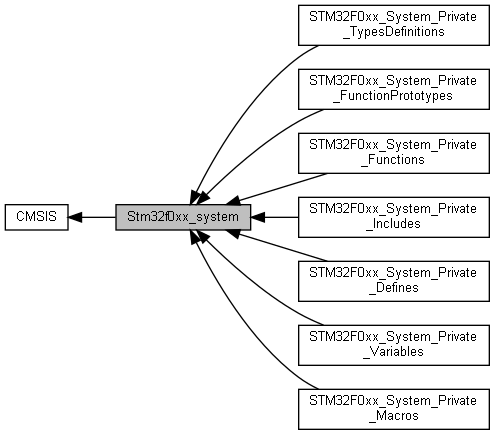 STM32F0xx_System_Private
_TypesDefinitions
STM32F0xx_System_Private
_FunctionPrototypes
STM32F0xx_System_Private
_Functions
CMSIS
Stm32f0xx_system
STM32F0xx_System_Private
_Includes
STM32F0xx_System_Private
_Defines
STM32F0xx_System_Private
_Variables
STM32F0xx_System_Private
_Macros